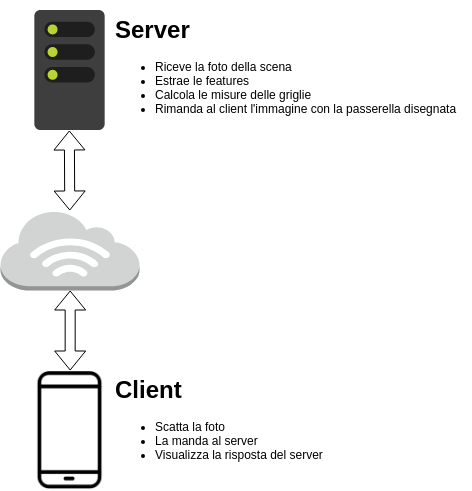 Server
Riceve la foto della scena
Estrae le features
Calcola le misure delle griglie
Rimanda al client l'immagine con la passerella disegnata
Client
Scatta la foto
La manda al server
Visualizza la risposta del server